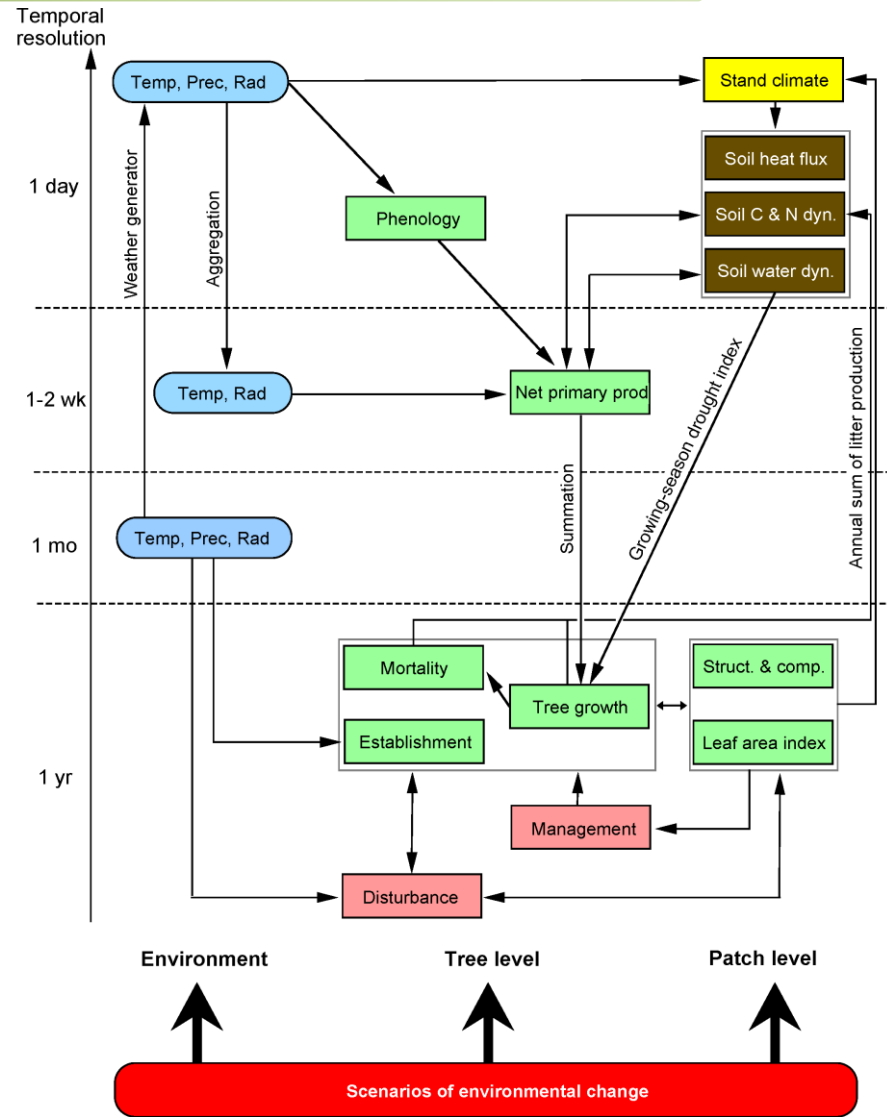 Temporal
resolution
Temp, Prec, Rad
Stand climate
Soil heat flux
1 day
Weather generator
Aggregation
Phenology
Soil C & N dyn.
Soil water dyn.
1-2 wk
Temp, Rad
Net primary prod
Summation
Growing-season drought index
Annual sum of litter production
1 mo
Temp, Prec, Rad
Mortality
Struct. & comp.
Tree growth
Establishment
Leaf area index
1 yr
Management
Disturbance
Environment
Tree level
Patch level
Scenarios of environmental change